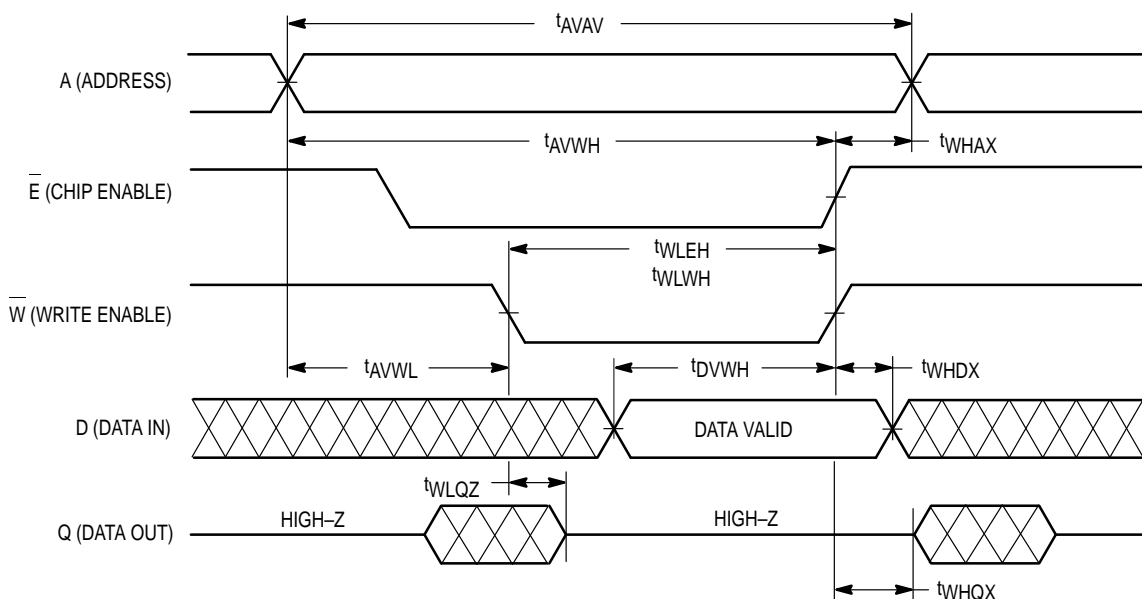 tAVAV
A (ADDRESS)
tAVWH
tWHAX
E (CHIP ENABLE)
tWLEH
tWLWH
W (WRITE ENABLE)
tAVWL
tDVWH
tWHDX
D (DATA IN)
DATA VALID
tWLQZ
Q (DATA OUT)
HIGH–Z
HIGH–Z
tWHQX